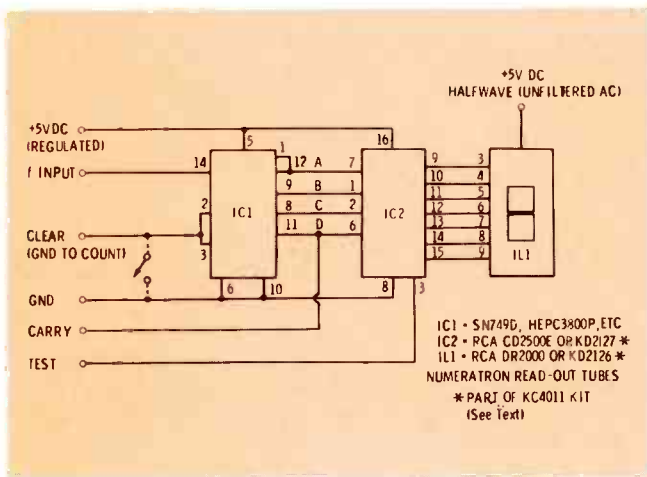 +5V DC
HALFWAVE (UNFILTERED AC)
+5VDC
(REGULATED)
5
16
1
f INPUT
14
12
A
7
9
3
9
B
1
10
4
11
5
2
IC1
8
C
2
IC2
12
6
13
7
CLEAR
(GND TO COUNT)
11
D
6
14
8
3
15
9
IL1
6
10
8
3
GND
CARRY
TEST
IC1 - SN7490, HEPC3800P, ETC
IC2 - RCA CD2500E OR KD2127 *
IL1 - RCA DR2000 OR KD2126 *
NUMERATRON READ-OUT TUBES
* PART OF KC4011 KIT
(See Text)